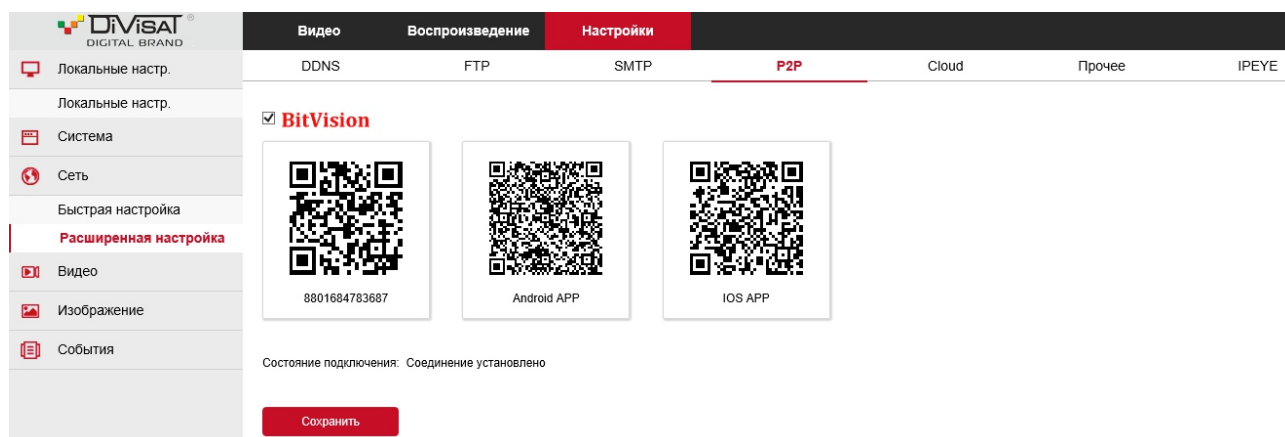 DiViSAT ®
DIGITAL BRAND
Видео Воспроизведение Настройки
DDNS FTP SMTP P2P Cloud Прочее IPEYE
Локальные настр.
Локальные настр.
Система
Сеть
Быстрая настройка
Расширенная настройка
Видео
Изображение
События
BitVision
8801684783687 Android APP IOS APP
Состояние подключения: Соединение установлено
Сохранить